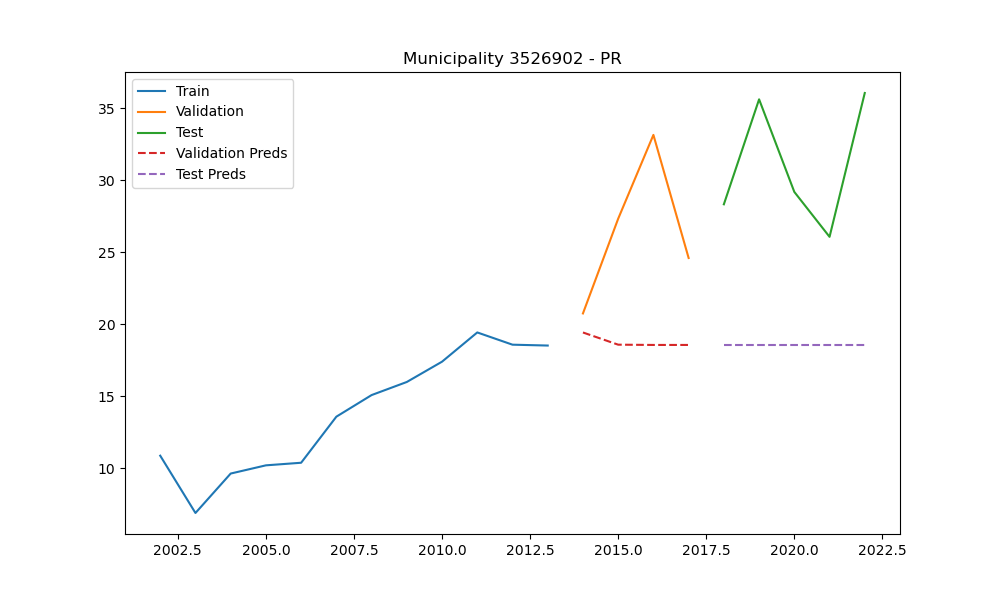 Municipality 3526902 - PR
Train
Validation
Test
Validation Preds
Test Preds
35
30
25
20
15
10
2002.5 2005.0 2007.5 2010.0 2012.5 2015.0 2017.5 2020.0 2022.5